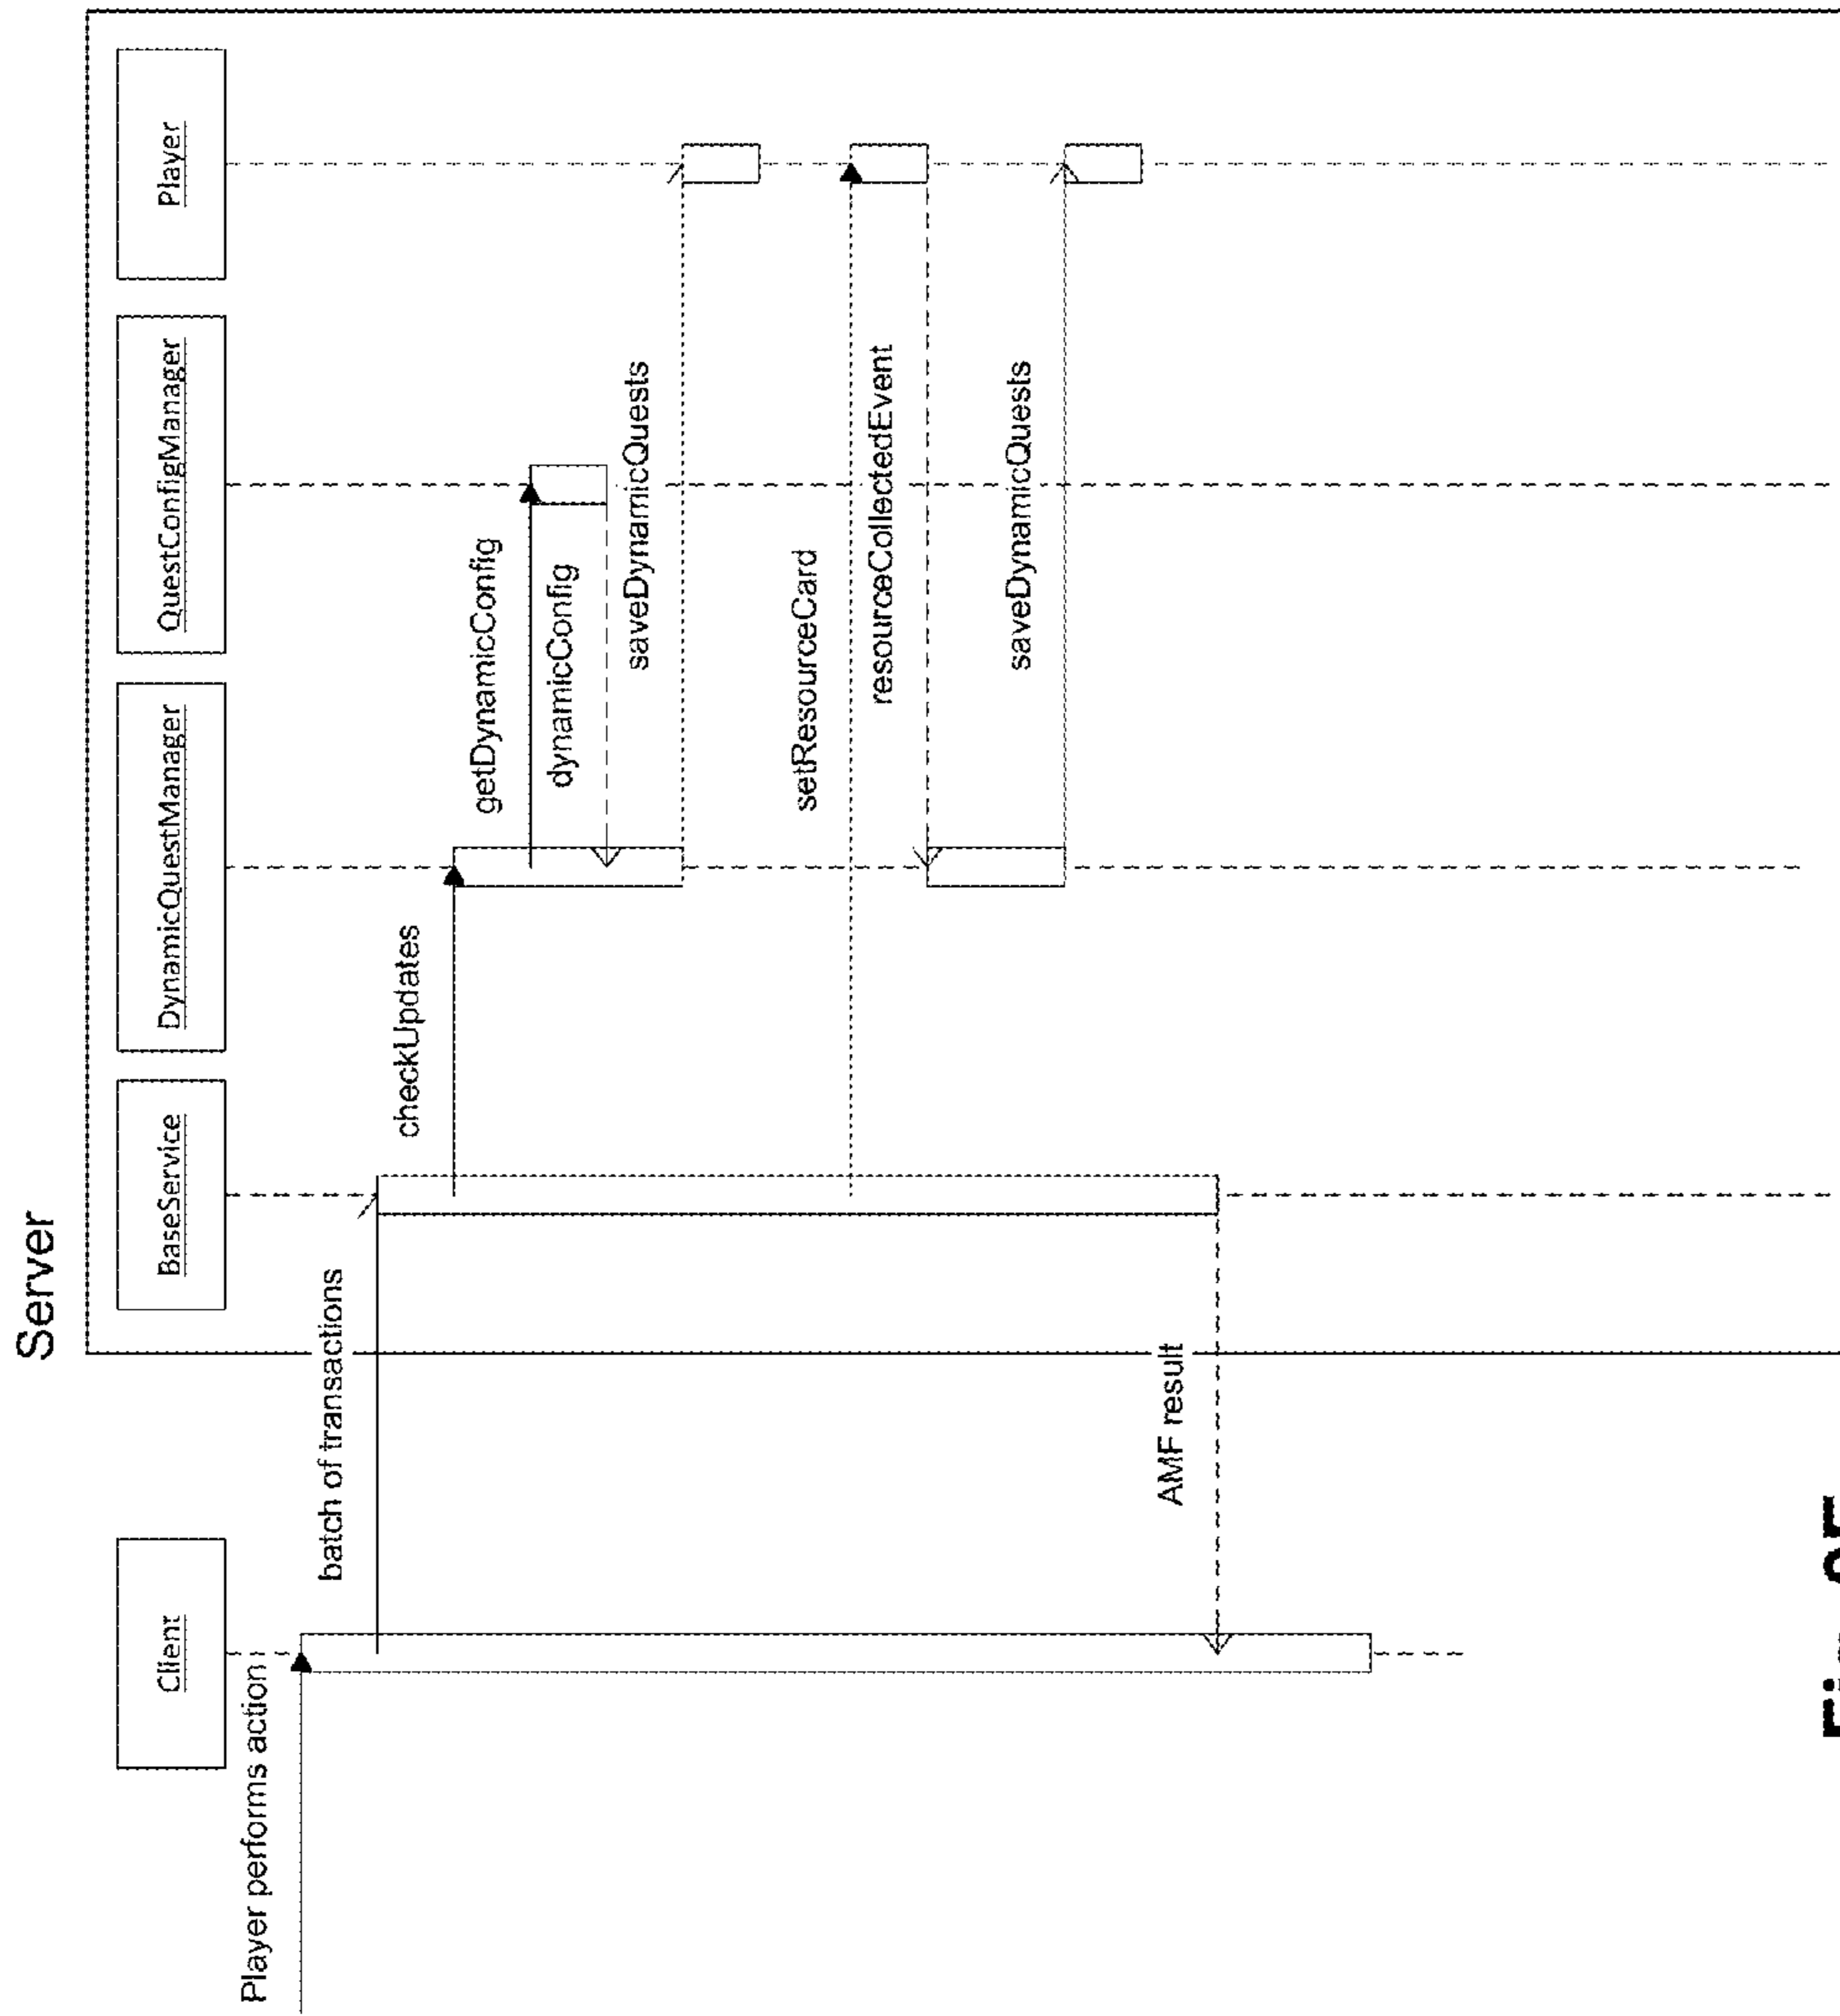 Server
Client
BaseService
DynamicQuestManager
QuestConfigManager
Player
Player performs action
batch of transactions
checkUpdates
getDynamicConfig
dynamicConfig
saveDynamicQuests
setResourceCard
resourceCollectedEvent
saveDynamicQuests
AMF result